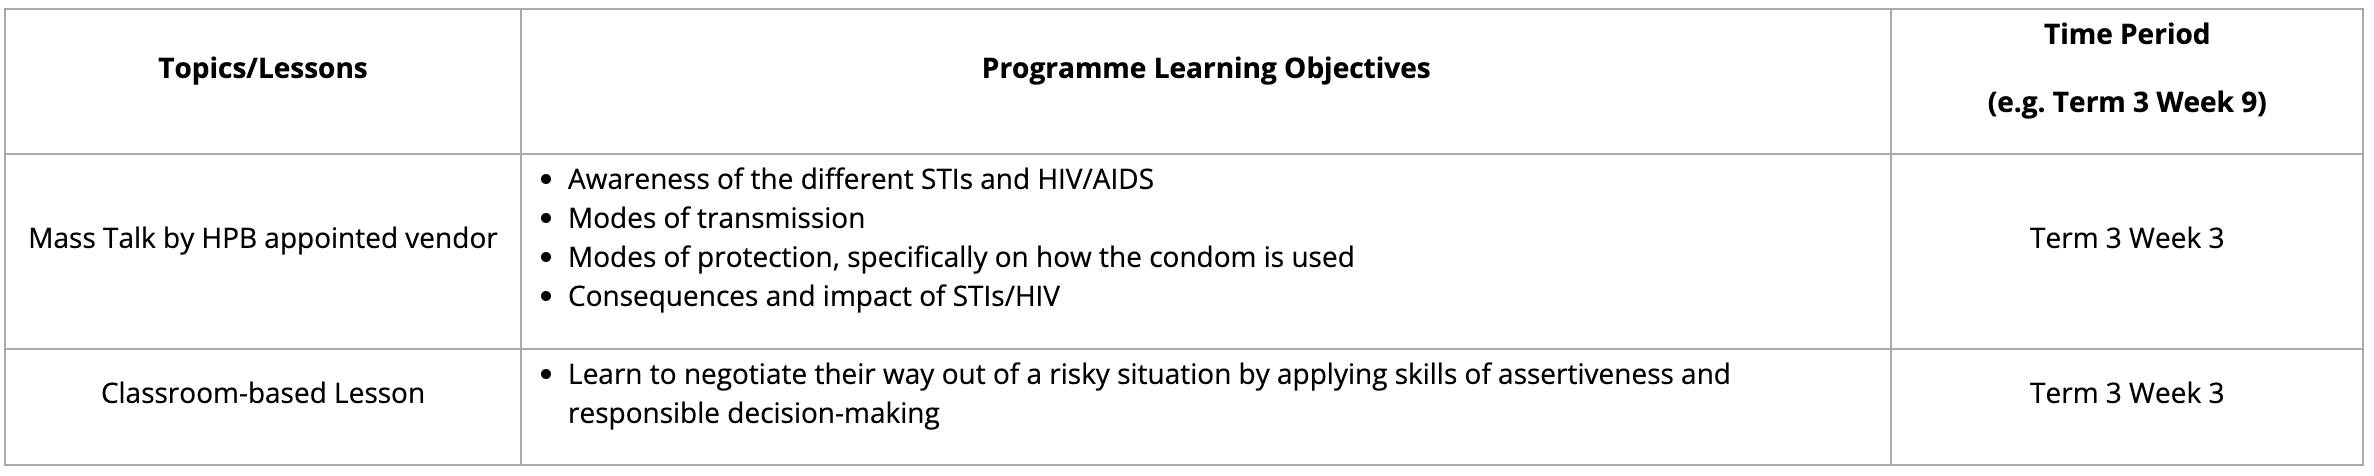 Topics/Lessons
Programme Learning Objectives
Time Period
(e.g. Term 3 Week 9)
Mass Talk by HPB appointed vendor
• Awareness of the different STIs and HIV/AIDS
• Modes of transmission
• Modes of protection, specifically on how the condom is used
• Consequences and impact of STIs/HIV
Term 3 Week 3
Classroom-based Lesson
• Learn to negotiate their way out of a risky situation by applying skills of assertiveness and
responsible decision-making
Term 3 Week 3